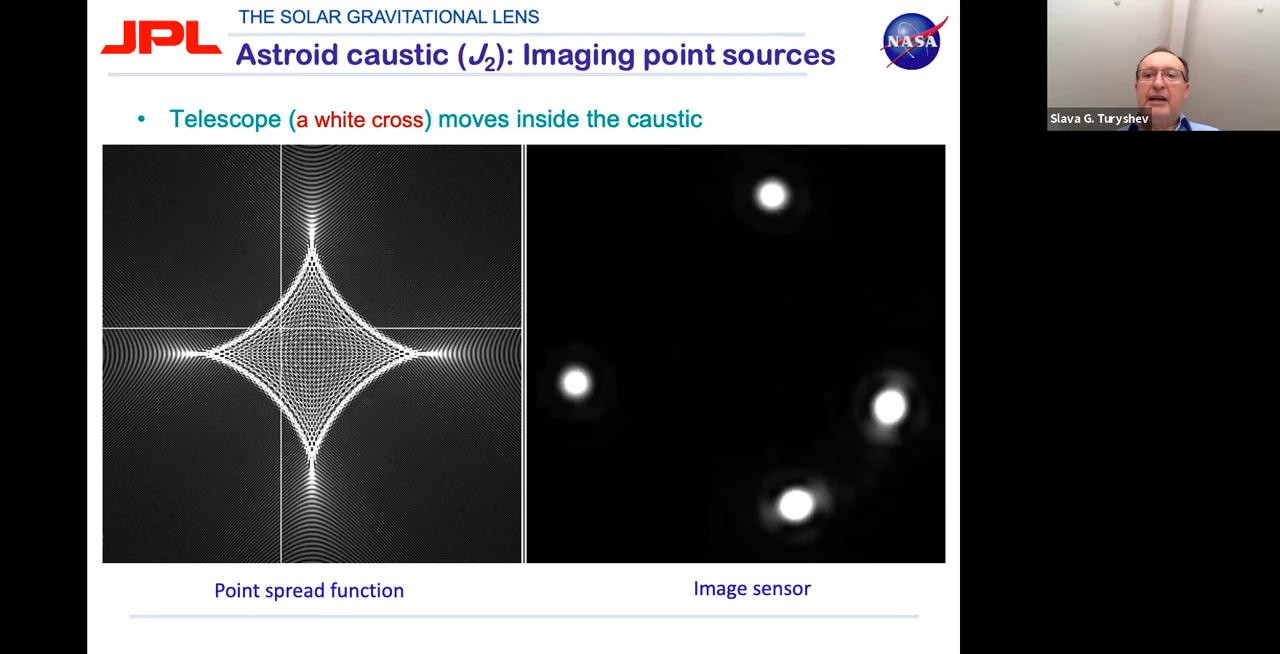 JPL
THE SOLAR GRAVITATIONAL LENS
Astroid caustic (J2): Imaging point sources
NASA
• Telescope (a white cross) moves inside the caustic
Slava G. Turyshev
Point spread function
Image sensor